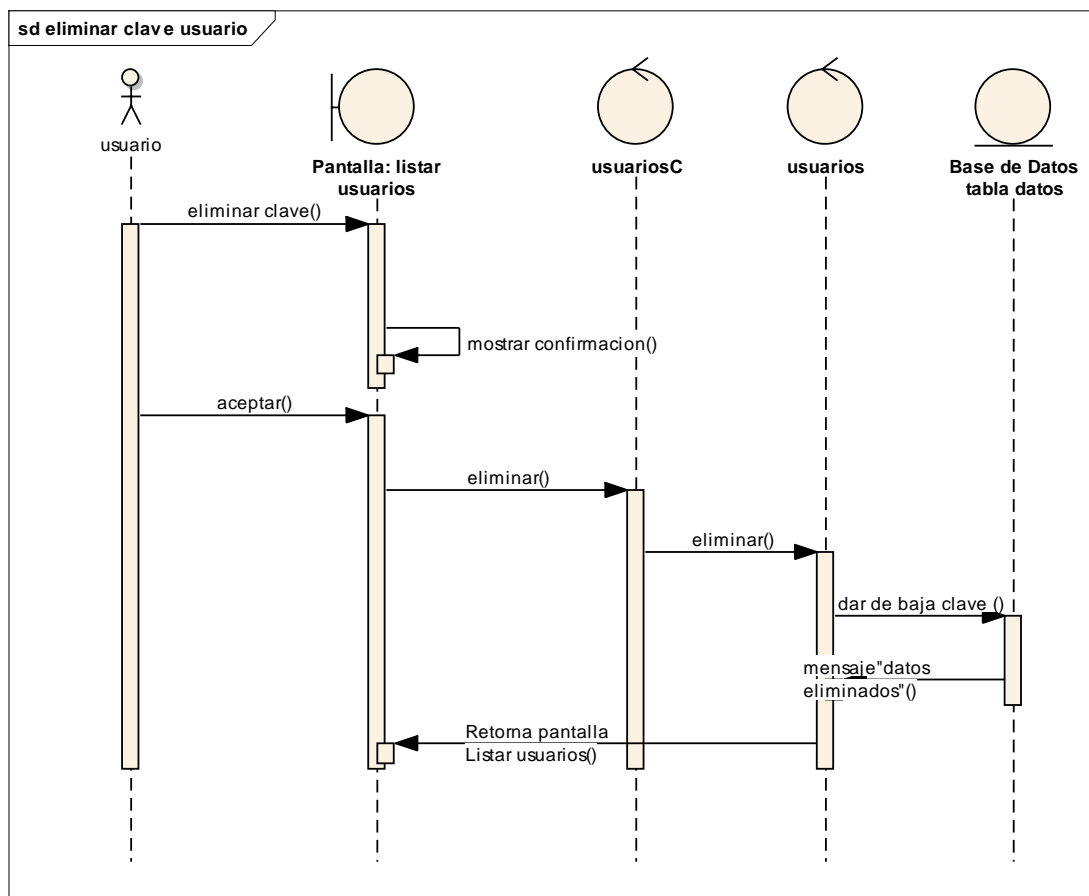 sd eliminar clave usuario
usuario
Pantalla: listar
usuarios
usuariosC
usuarios
Base de Datos
tabla datos
eliminar clave()
mostrar confirmacion()
aceptar()
eliminar()
eliminar()
dar de baja clave ()
mensaje"datos
eliminados"()
Retorna pantalla
Listar usuarios()